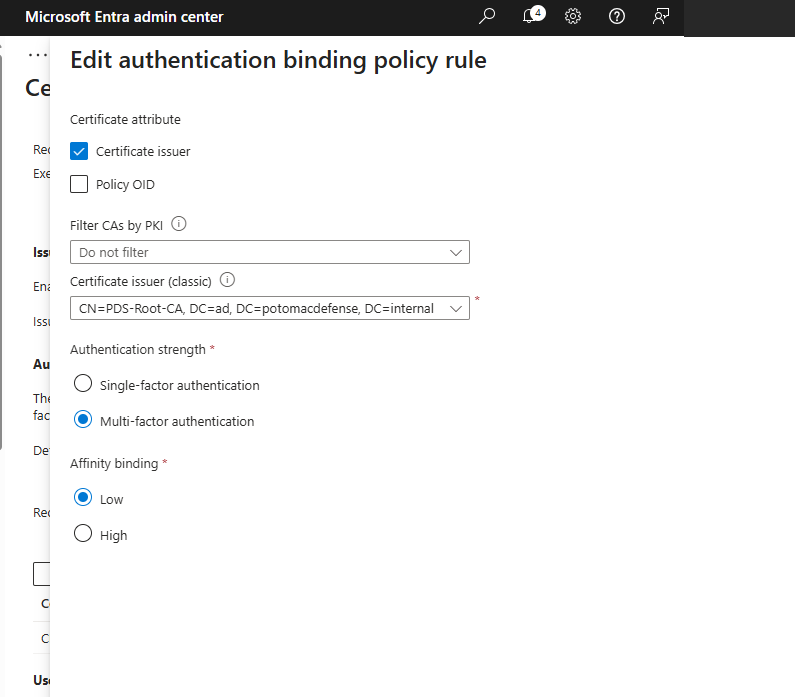 Microsoft Entra admin center
4
Edit authentication binding policy rule
Certificate attribute
Certificate issuer
Policy OID
Filter CAs by PKI
Do not filter
Certificate issuer (classic)
CN=PDS-Root-CA, DC=ad, DC=potomacdefense, DC=internal
*
Authentication strength *
Single-factor authentication
Multi-factor authentication
Affinity binding *
Low
High